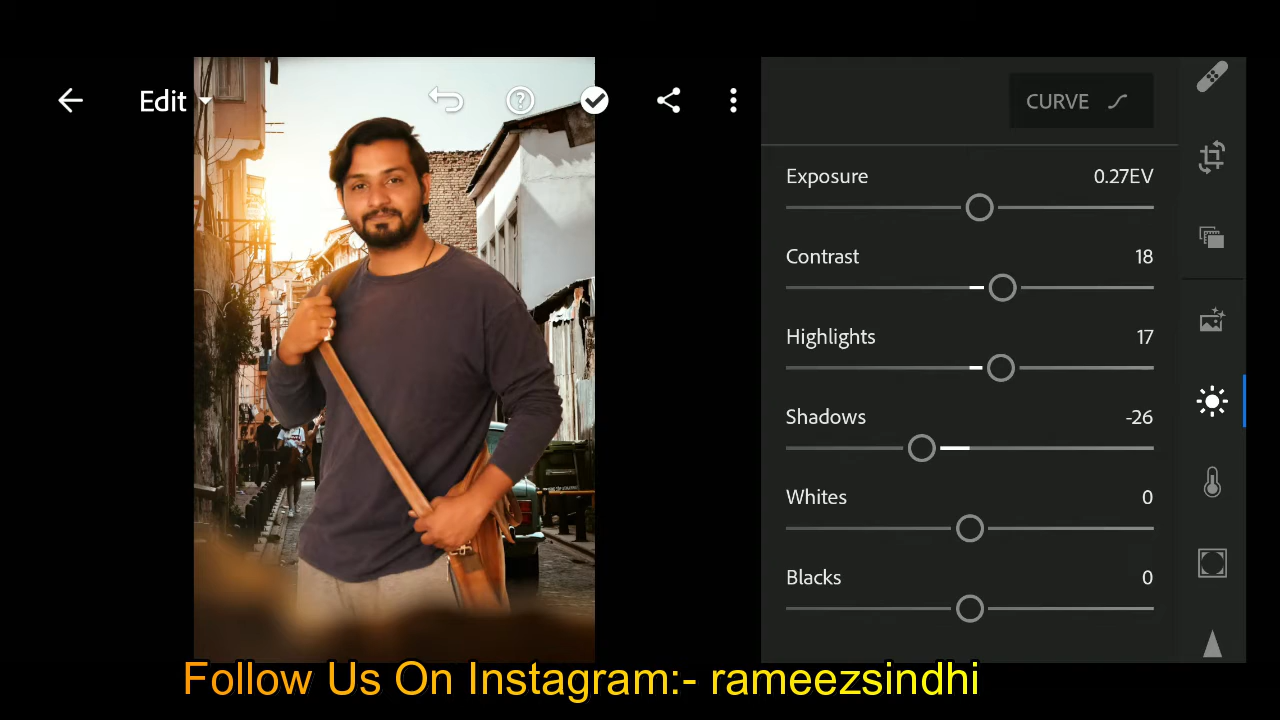 Edit
CURVE
Exposure 0.27EV
Contrast 18
Highlights 17
Shadows -26
Whites 0
Blacks 0
Follow Us On Instagram:- rameezsindhi